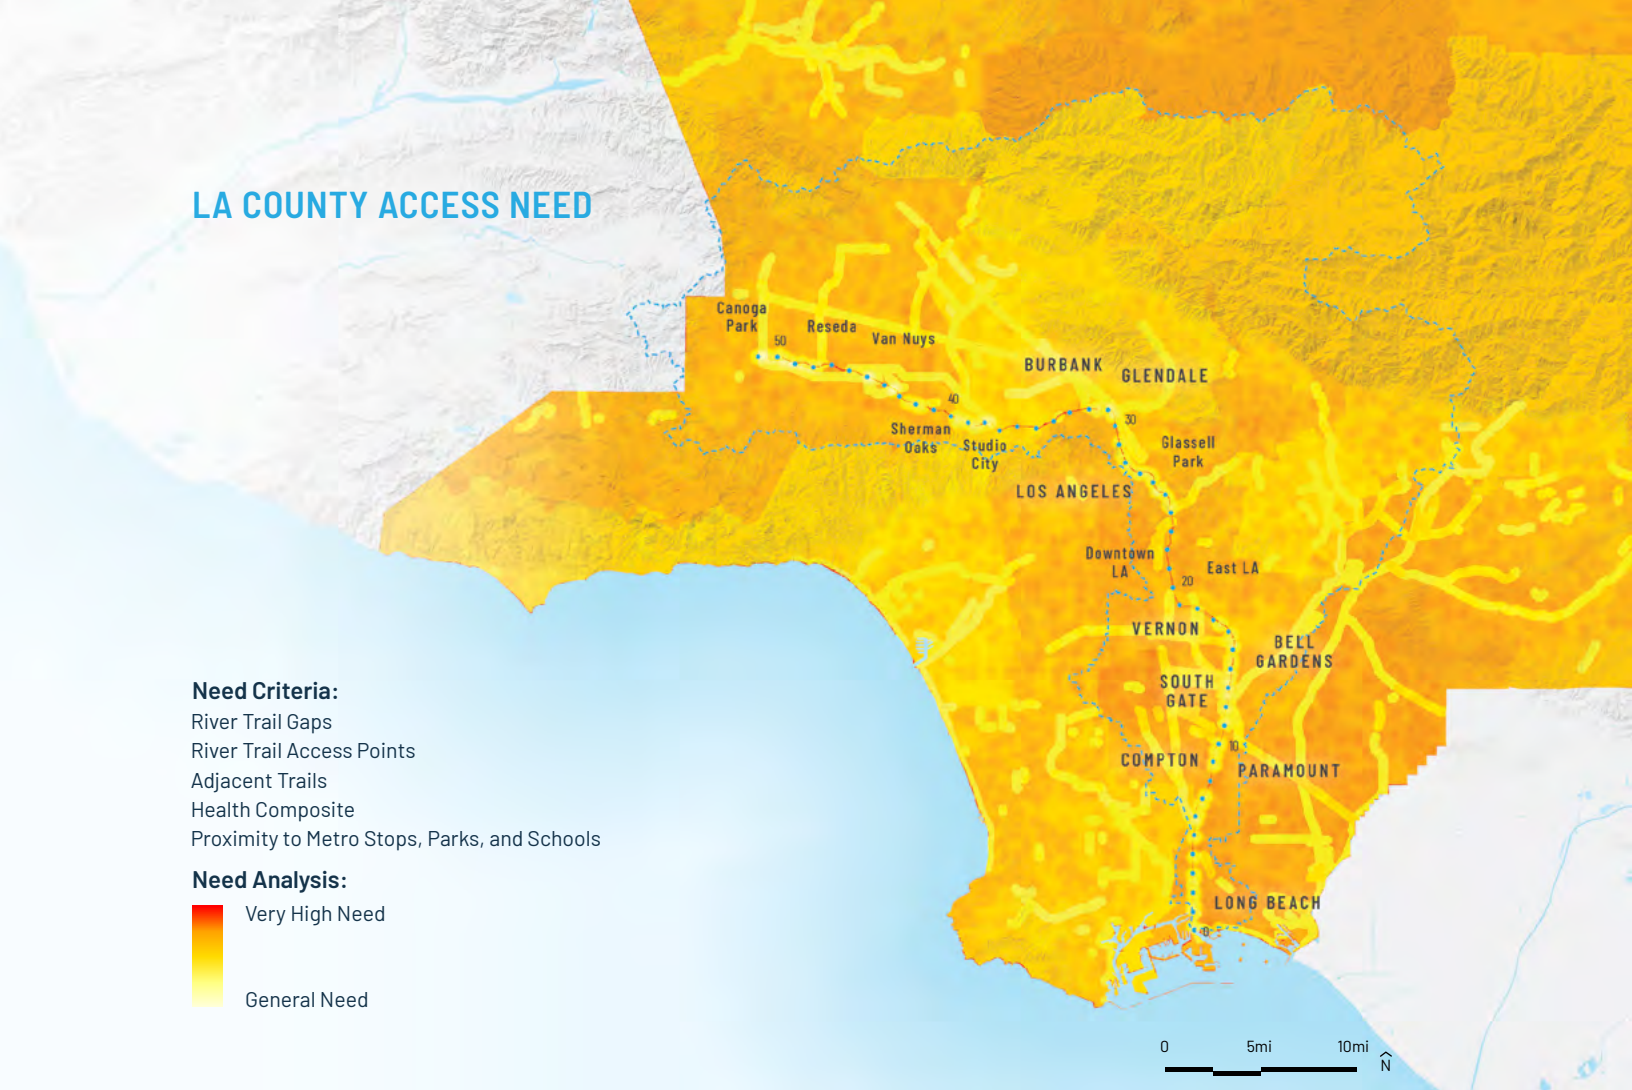 LA COUNTY ACCESS NEED
Canoga
Park
50
Reseda
Van Nuys
BURBANK
GLENDALE
40
30
Sherman
Oaks
Studio
City
Glassell
Park
LOS ANGELES
Downtown
LA
East LA
20
VERNON
BELL
GARDENS
SOUTH
GATE
10
COMPTON
PARAMOUNT
LONG BEACH
0
Need Criteria:
River Trail Gaps
River Trail Access Points
Adjacent Trails
Health Composite
Proximity to Metro Stops, Parks, and Schools
Need Analysis:
Very High Need
General Need
0 5mi 10mi
N